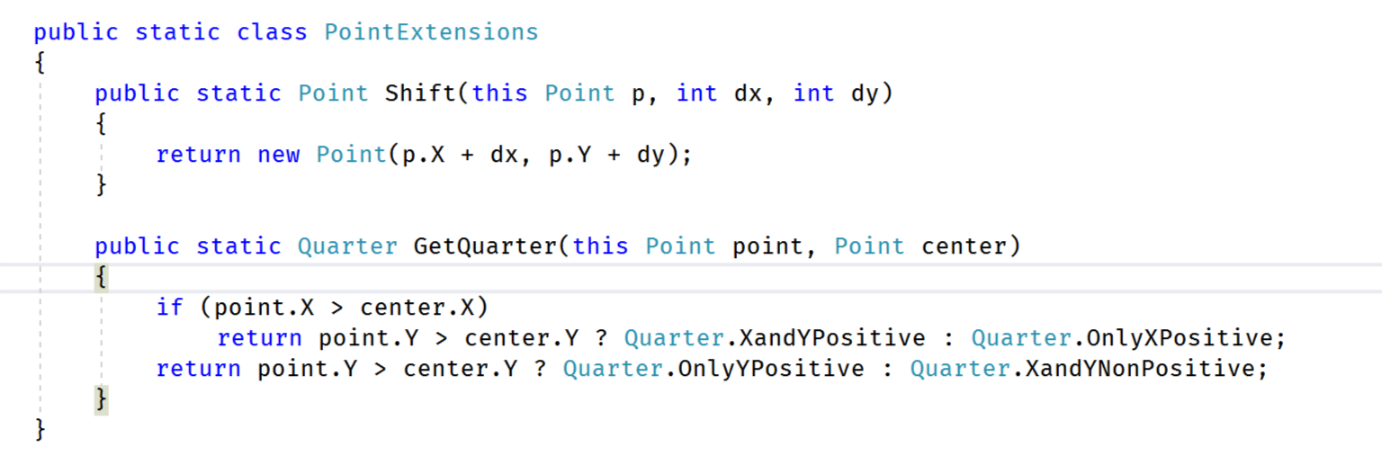 public static class PointExtensions
{
public static Point Shift(this Point p, int dx, int dy)
{
return new Point(p.X + dx, p.Y + dy);
}
public static Quarter GetQuarter(this Point point, Point center)
{
if (point.X > center.X)
return point.Y > center.Y ? Quarter.XandYPositive : Quarter.OnlyXPositive;
return point.Y > center.Y ? Quarter.OnlyYPositive : Quarter.XandYNonPositive;
}
}